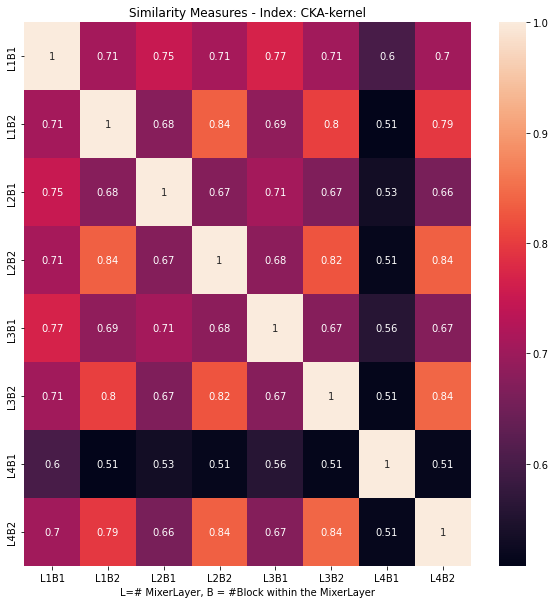 Similarity Measures - Index: CKA-kernel
L1B1 1 0.71 0.75 0.71 0.77 0.71 0.6 0.7
L1B2 0.71 1 0.68 0.84 0.69 0.8 0.51 0.79
L2B1 0.75 0.68 1 0.67 0.71 0.67 0.53 0.66
L2B2 0.71 0.84 0.67 1 0.68 0.82 0.51 0.84
L3B1 0.77 0.69 0.71 0.68 1 0.67 0.56 0.67
L3B2 0.71 0.8 0.67 0.82 0.67 1 0.51 0.84
L4B1 0.6 0.51 0.53 0.51 0.56 0.51 1 0.51
L4B2 0.7 0.79 0.66 0.84 0.67 0.84 0.51 1
L1B1 L1B2 L2B1 L2B2 L3B1 L3B2 L4B1 L4B2
L=# MixerLayer, B = #Block within the MixerLayer
1.0
0.9
0.8
0.7
0.6